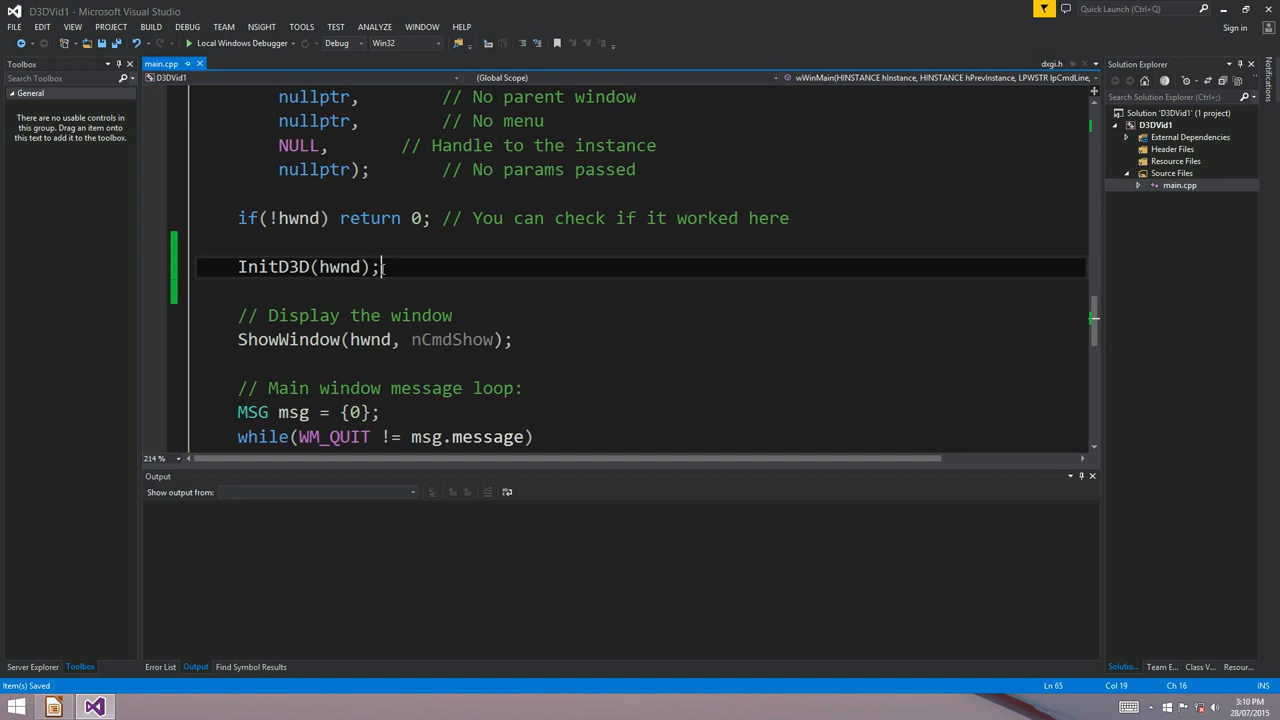 D3DVid1 - Microsoft Visual Studio
Quick Launch (Ctrl+Q)
FILE EDIT VIEW PROJECT BUILD DEBUG TEAM NSIGHT TOOLS TEST ANALYZE WINDOW HELP
Sign in
Local Windows Debugger Debug Win32
Toolbox
Search Toolbox
General
There are no usable controls in
this group. Drag an item onto
this text to add it to the toolbox.
main.cpp
dxgi.h
D3DVid1
(Global Scope)
wWinMain(HINSTANCE hInstance, HINSTANCE hPrevInstance, LPWSTR lpCmdLine,
nullptr, // No parent window
nullptr, // No menu
NULL, // Handle to the instance
nullptr); // No params passed
if(!hwnd) return 0; // You can check if it worked here
InitD3D(hwnd);
// Display the window
ShowWindow(hwnd, nCmdShow);
// Main window message loop:
MSG msg = {0};
while(WM_QUIT != msg.message)
214 %
Output
Show output from:
Solution Explorer
Search Solution Explorer (Ctrl+;)
Solution 'D3DVid1' (1 project)
D3DVid1
External Dependencies
Header Files
Resource Files
Source Files
main.cpp
Notifications
Server Explorer Toolbox
Error List Output Find Symbol Results
Solutio... Team E... Class V... Resour...
Item(s) Saved
Ln 65 Col 19 Ch 16 INS
3:10 PM
28/07/2015